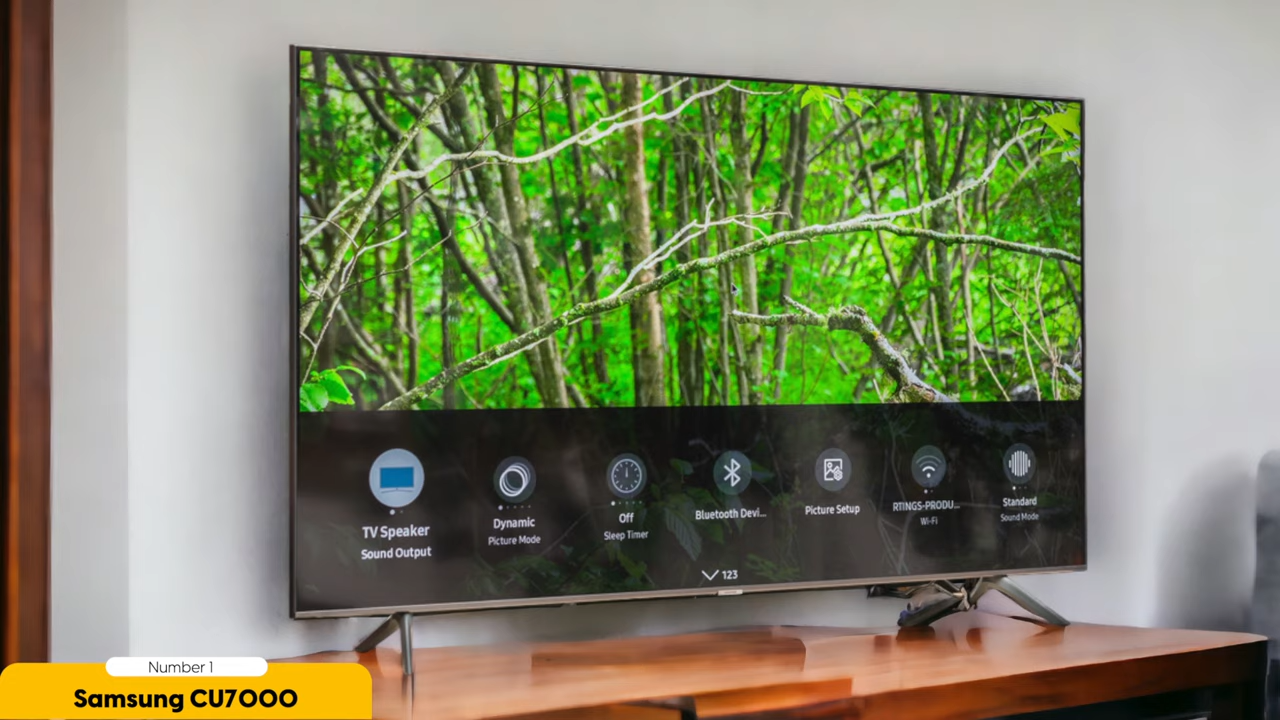 TV Speaker
Sound Output
Dynamic
Picture Mode
Off
Sleep Timer
Bluetooth Devi...
Picture Setup
RTINGS-PRODU...
Wi-Fi
Standard
Sound Mode
123
Number 1
Samsung CU7000